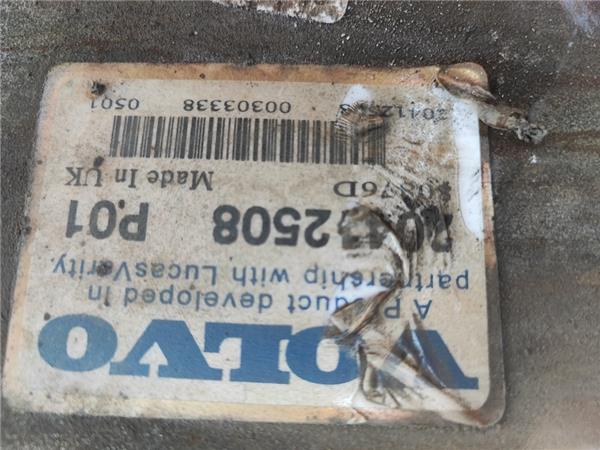 VOLVO
A Product developed in
partnership with LucasVerity.
20412508 P.01
Made In UK
00303338 0501